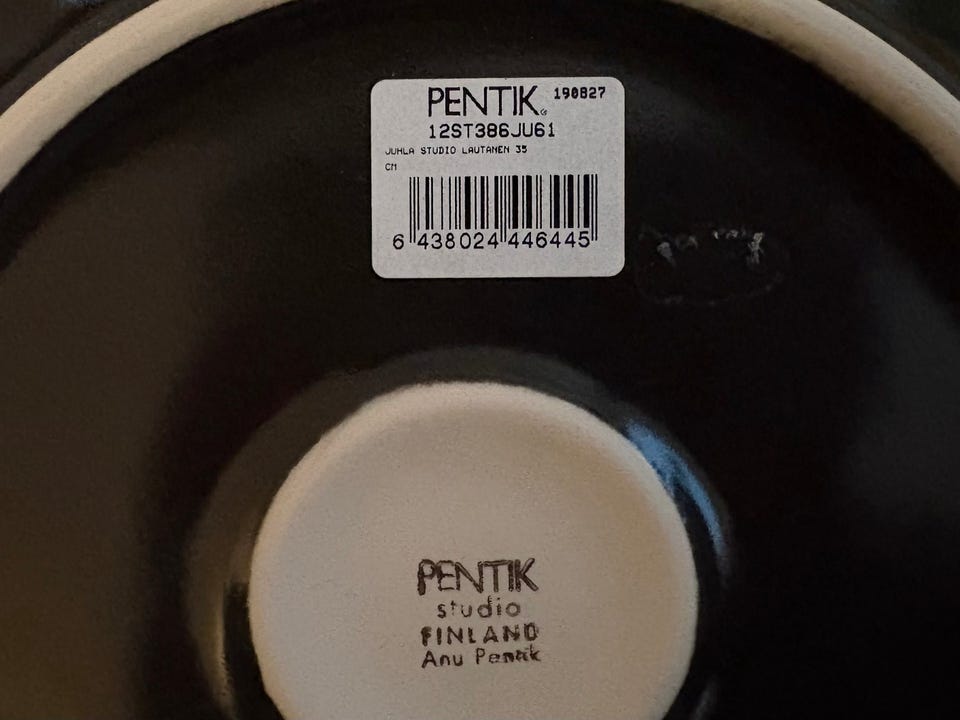 PENTIK® 190827
12ST386JU61
JUHLA STUDIO LAUTANEN 35
CM
6 438024 446445
PENTIK
studio
FINLAND
Anu Pentik